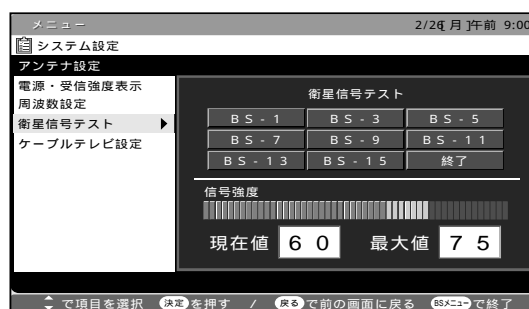 メニュー 2/26[月]午前 9:00
システム設定
アンテナ設定
電源・受信強度表示
周波数設定
衛星信号テスト
ケーブルテレビ設定
衛星信号テスト
BS-1 BS-3 BS-5
BS-7 BS-9 BS-11
BS-13 BS-15 終了
信号強度
現在値 60 最大値 75
で項目を選択 決定を押す / 戻るで前の画面に戻る BSメニューで終了